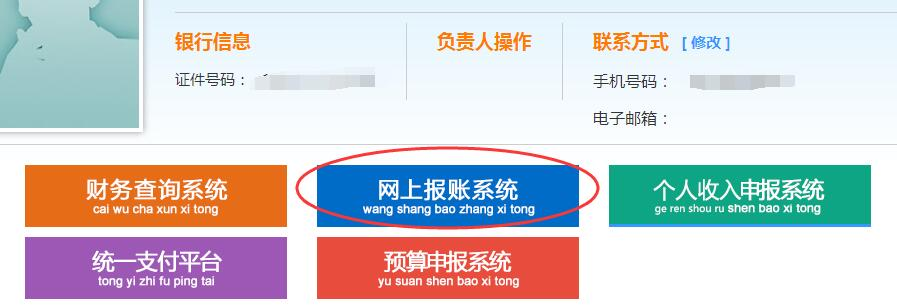 银行信息
负责人操作
联系方式 [ 修改 ]
证件号码：
手机号码：
电子邮箱：
财务查询系统
cai wu cha xun xi tong
网上报账系统
wang shang bao zhang xi tong
个人收入申报系统
ge ren shou ru shen bao xi tong
统一支付平台
tong yi zhi fu ping tai
预算申报系统
yu suan shen bao xi tong